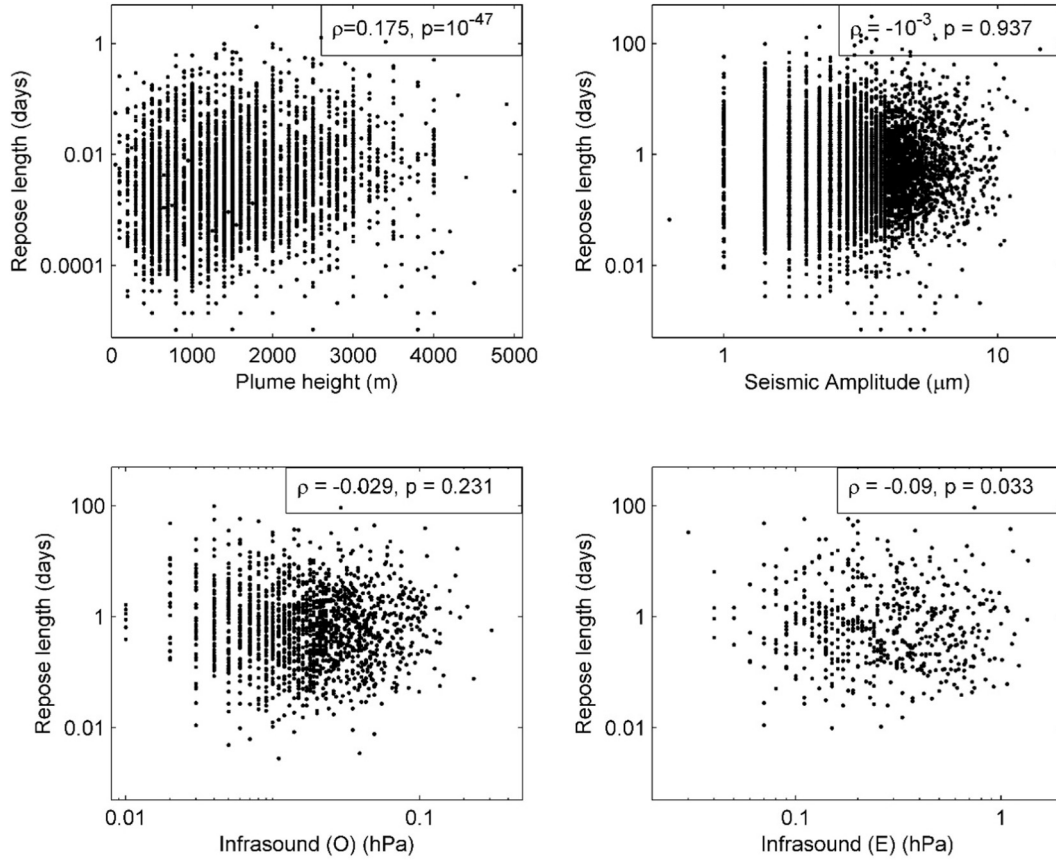 ρ=0.175, p=10⁻⁴⁷
1
0.01
0.0001
Repose length (days)
0 1000 2000 3000 4000 5000
Plume height (m)
ρ = -10⁻³, p = 0.937
100
1
0.01
Repose length (days)
1 10
Seismic Amplitude (μm)
ρ = -0.029, p = 0.231
100
1
0.01
Repose length (days)
0.01 0.1
Infrasound (O) (hPa)
ρ = -0.09, p = 0.033
100
1
0.01
Repose length (days)
0.1 1
Infrasound (E) (hPa)